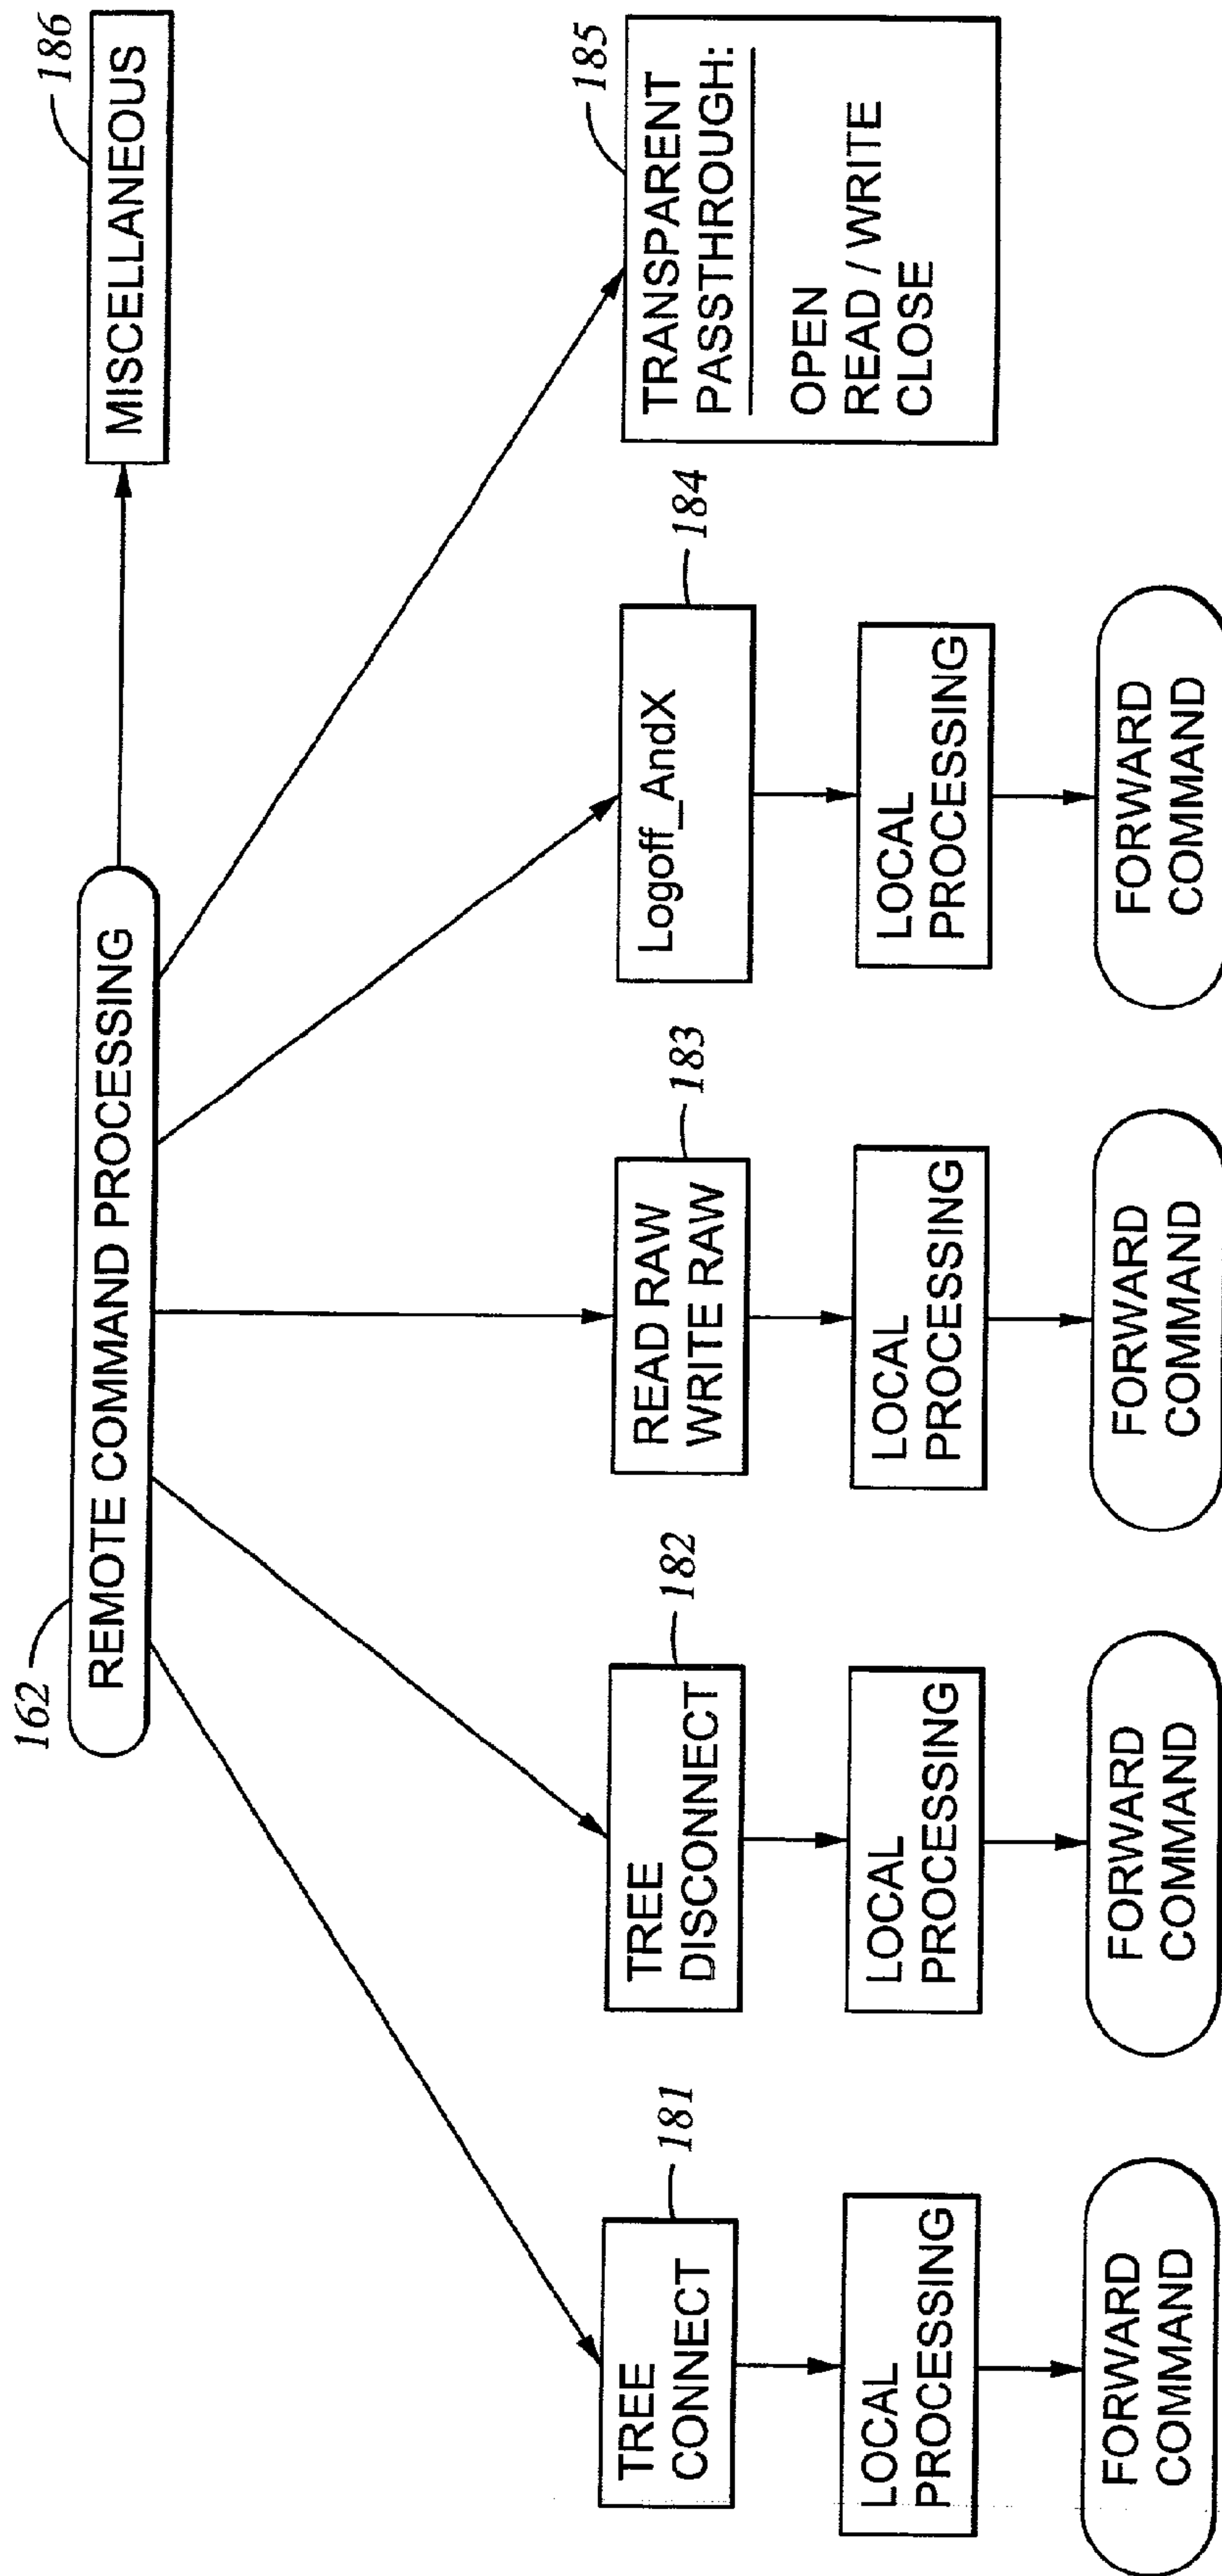 162
REMOTE COMMAND PROCESSING
186
MISCELLANEOUS
181
TREE
CONNECT
182
TREE
DISCONNECT
183
READ RAW
WRITE RAW
184
Logoff_AndX
185
TRANSPARENT
PASSTHROUGH:
OPEN
READ / WRITE
CLOSE
LOCAL
PROCESSING
LOCAL
PROCESSING
LOCAL
PROCESSING
LOCAL
PROCESSING
FORWARD
COMMAND
FORWARD
COMMAND
FORWARD
COMMAND
FORWARD
COMMAND